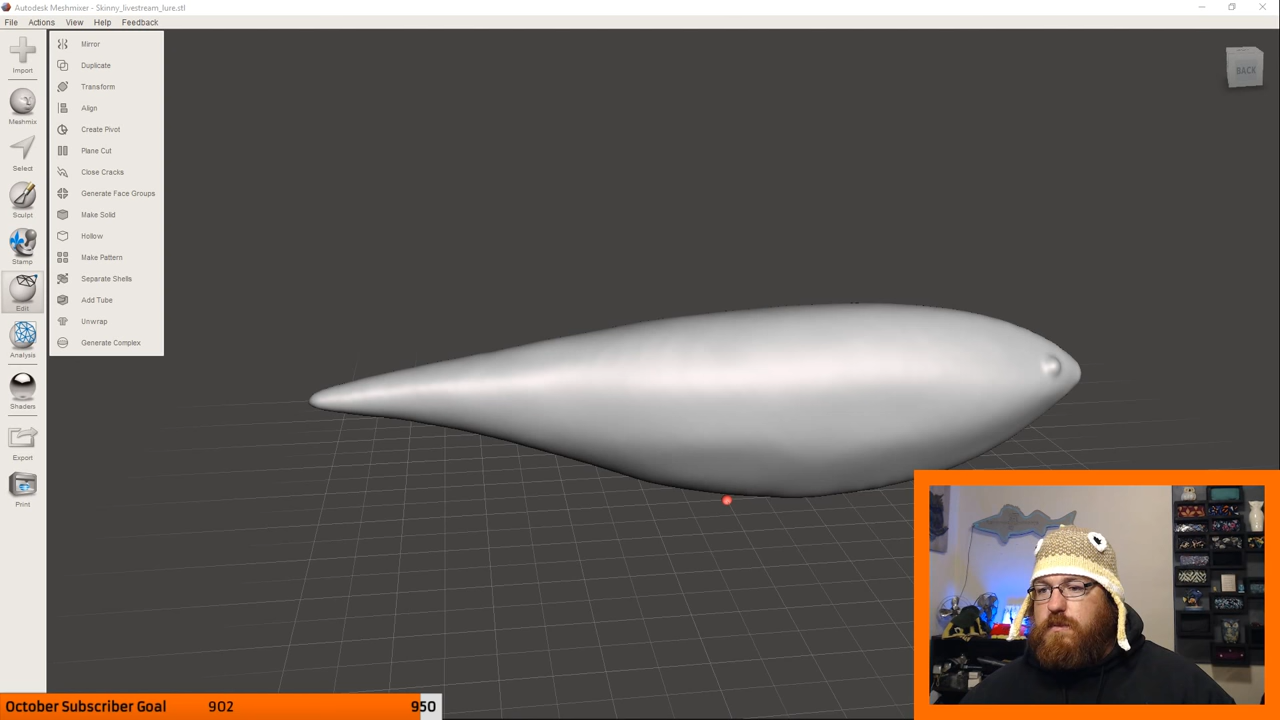 Autodesk Meshmixer - Skinny_livestream_lure.stl
File Actions View Help Feedback
Import
Meshmix
Select
Sculpt
Stamp
Edit
Analysis
Shaders
Export
Print
Mirror
Duplicate
Transform
Align
Create Pivot
Plane Cut
Close Cracks
Generate Face Groups
Make Solid
Hollow
Make Pattern
Separate Shells
Add Tube
Unwrap
Generate Complex
BACK
October Subscriber Goal 902 950